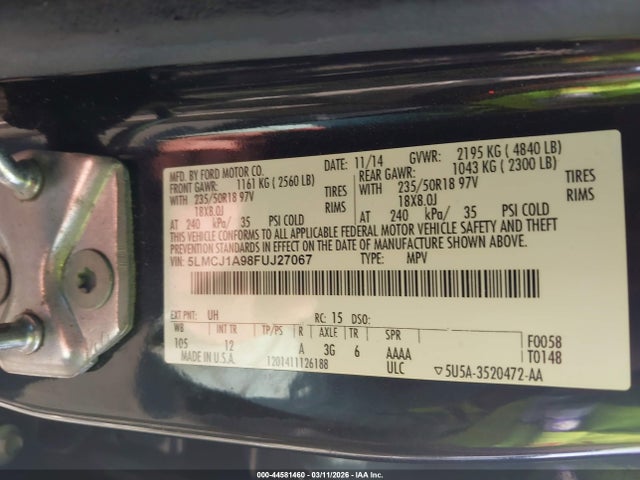 MFD. BY FORD MOTOR CO.
DATE: 11/14
GVWR: 2195 KG ( 4840 LB)
FRONT GAWR: 1161 KG ( 2560 LB)
REAR GAWR: 1043 KG ( 2300 LB)
WITH 235/50R18 97V TIRES
WITH 235/50R18 97V TIRES
18X8.0J RIMS
18X8.0J RIMS
AT 240 kPa/ 35 PSI COLD
AT 240 kPa/ 35 PSI COLD
THIS VEHICLE CONFORMS TO ALL APPLICABLE FEDERAL MOTOR VEHICLE SAFETY AND THEFT
PREVENTION STANDARDS IN EFFECT ON THE DATE OF MANUFACTURE SHOWN ABOVE.
VIN: 5LMCJ1A98FUJ27067
TYPE: MPV
EXT PNT: UH RC: 15 DSO:
WB INT TR TP/PS R AXLE TR SPR
105 12 A 3G 6 AAAA
F0058
T0148
MADE IN U.S.A. 1201411126188 ULC
▽5U5A-3520472-AA
000-44581460 - 03/11/2026 - IAA Inc.